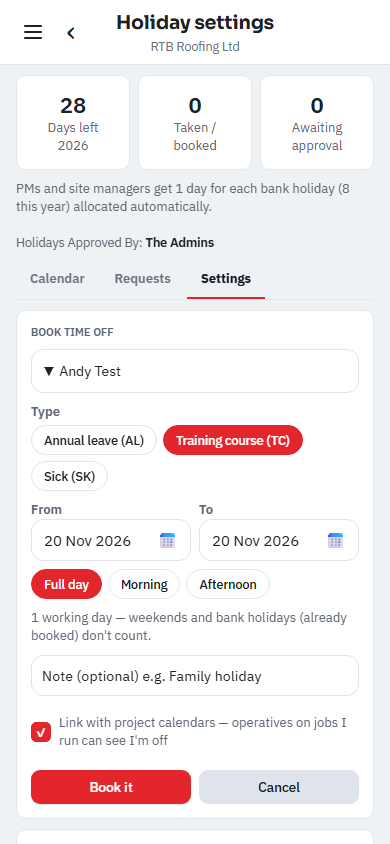 Holiday settings
RTB Roofing Ltd
28
Days left
2026
0
Taken /
booked
0
Awaiting
approval
PMs and site managers get 1 day for each bank holiday (8
this year) allocated automatically.
Holidays Approved By: The Admins
Calendar
Requests
Settings
BOOK TIME OFF
▼ Andy Test
Type
Annual leave (AL)
Training course (TC)
Sick (SK)
From
To
20 Nov 2026
20 Nov 2026
Full day
Morning
Afternoon
1 working day — weekends and bank holidays (already
booked) don't count.
Note (optional) e.g. Family holiday
Link with project calendars — operatives on jobs I
run can see I'm off
Book it
Cancel